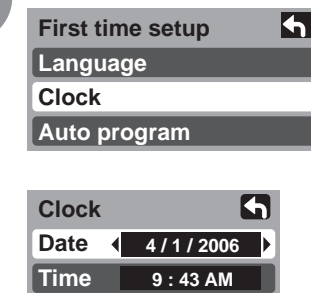 First time setup
Language
Clock
Auto program
Clock
Date 4 / 1 / 2006
Time 9 : 43 AM